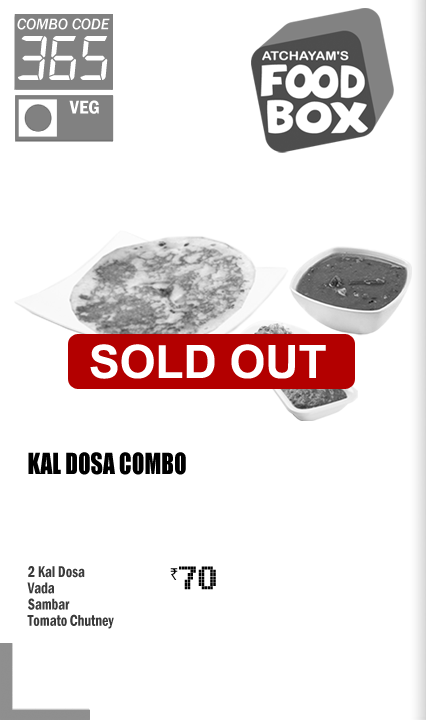 COMBO CODE
365
VEG
ATCHAYAM'S
FOOD
BOX
SOLD OUT
KAL DOSA COMBO
2 Kal Dosa
Vada
Sambar
Tomato Chutney
₹70